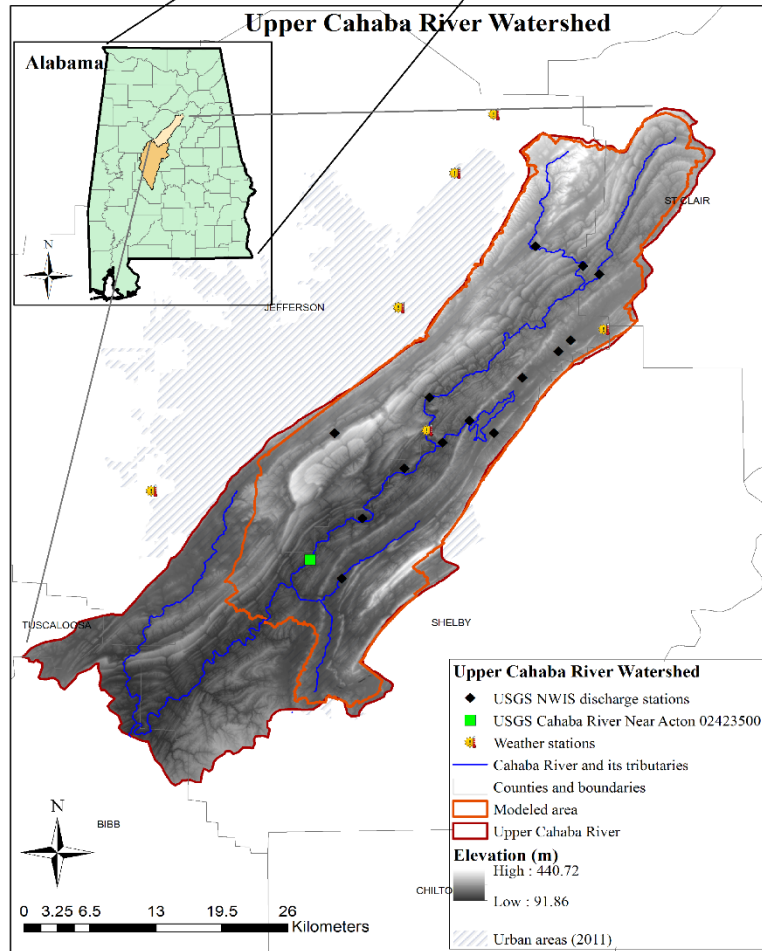 Upper Cahaba River Watershed
Alabama
N
ST CLAIR
JEFFERSON
TUSCALOOSA
SHELBY
BIBB
CHILTO
N
0 3.25 6.5 13 19.5 26
Kilometers
Upper Cahaba River Watershed
USGS NWIS discharge stations
USGS Cahaba River Near Acton 02423500
Weather stations
Cahaba River and its tributaries
Counties and boundaries
Modeled area
Upper Cahaba River
Elevation (m)
High : 440.72
Low : 91.86
Urban areas (2011)